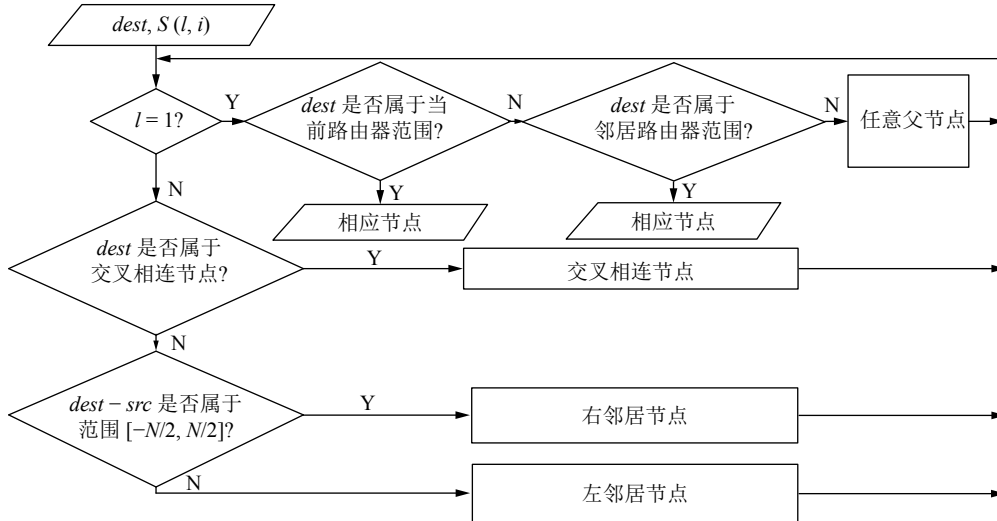 dest, S (l, i)
l = 1?
Y
dest 是否属于当
前路由器范围?
N
dest 是否属于
邻居路由器范围?
N
任意父节点
N
Y
相应节点
Y
相应节点
dest 是否属于
交叉相连节点?
Y
交叉相连节点
N
dest − src 是否属于
范围 [−N/2, N/2]?
Y
右邻居节点
N
左邻居节点